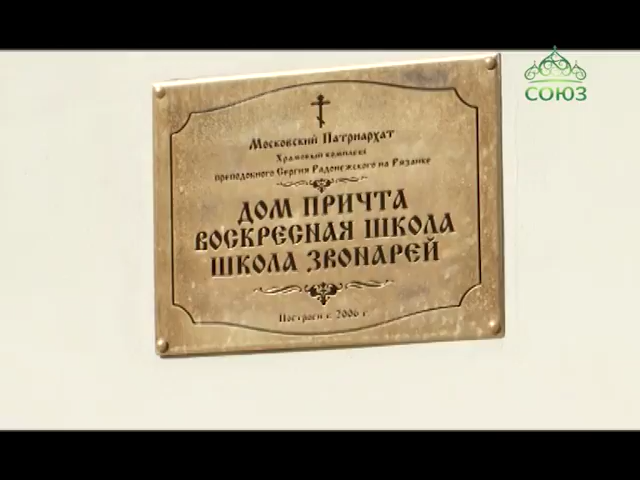 СОЮЗ
Московский Патриархат
Храмовый комплекс
преподобного Сергия Радонежского на Рязанке
ДОМ ПРИЧТА
ВОСКРЕСНАЯ ШКОЛА
ШКОЛА ЗВОНАРЕЙ
Построен в 2006 г.